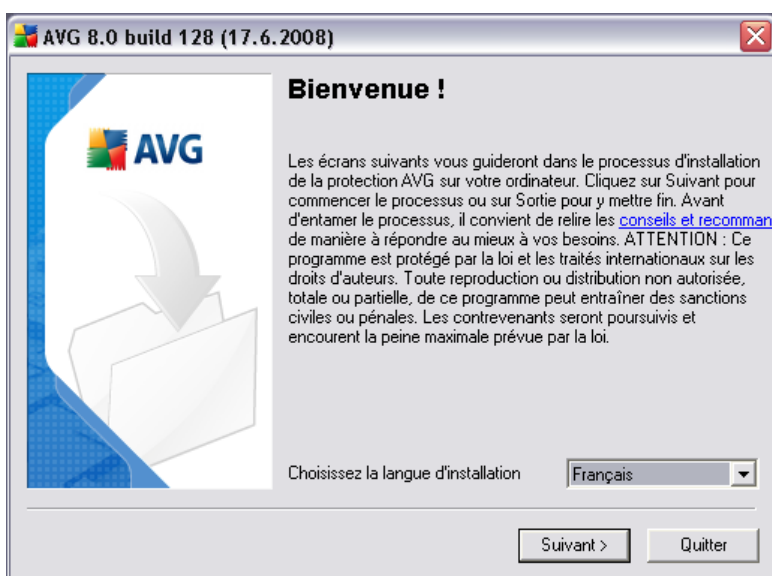 AVG 8.0 build 128 (17.6.2008)
AVG
Bienvenue !
Les écrans suivants vous guideront dans le processus d'installation
de la protection AVG sur votre ordinateur. Cliquez sur Suivant pour
commencer le processus ou sur Sortie pour y mettre fin. Avant
d'entamer le processus, il convient de relire les conseils et recomman
de manière à répondre au mieux à vos besoins. ATTENTION : Ce
programme est protégé par la loi et les traités internationaux sur les
droits d'auteurs. Toute reproduction ou distribution non autorisée,
totale ou partielle, de ce programme peut entraîner des sanctions
civiles ou pénales. Les contrevenants seront poursuivis et
encourent la peine maximale prévue par la loi.
Choisissez la langue d'installation
Français
Suivant >
Quitter